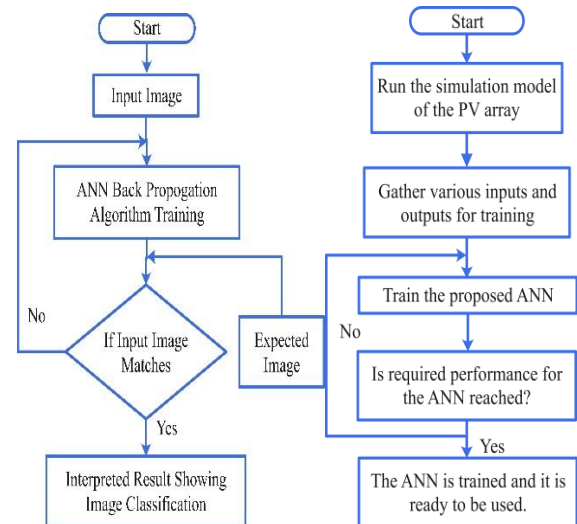 Start
Input Image
ANN Back Propogation
Algorithm Training
No
If Input Image
Matches
Expected
Image
Yes
Interpreted Result Showing
Image Classification
Start
Run the simulation model
of the PV array
Gather various inputs and
outputs for training
Train the proposed ANN
No
Is required performance for
the ANN reached?
Yes
The ANN is trained and it is
ready to be used.